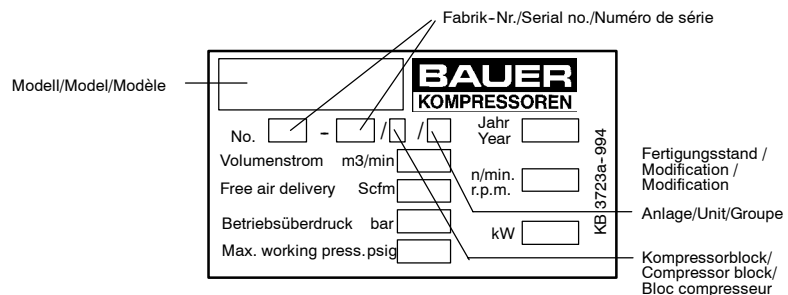 Fabrik-Nr./Serial no./Numéro de série
Modell/Model/Modèle
BAUER
KOMPRESSOREN
No. - / /
Jahr
Year
Volumenstrom m3/min
Free air delivery Scfm
n/min.
r.p.m.
Betriebsüberdruck bar
kW
Max. working press.psig
KB 3723a-994
Fertigungsstand /
Modification /
Modification
Anlage/Unit/Groupe
Kompressorblock/
Compressor block/
Bloc compresseur